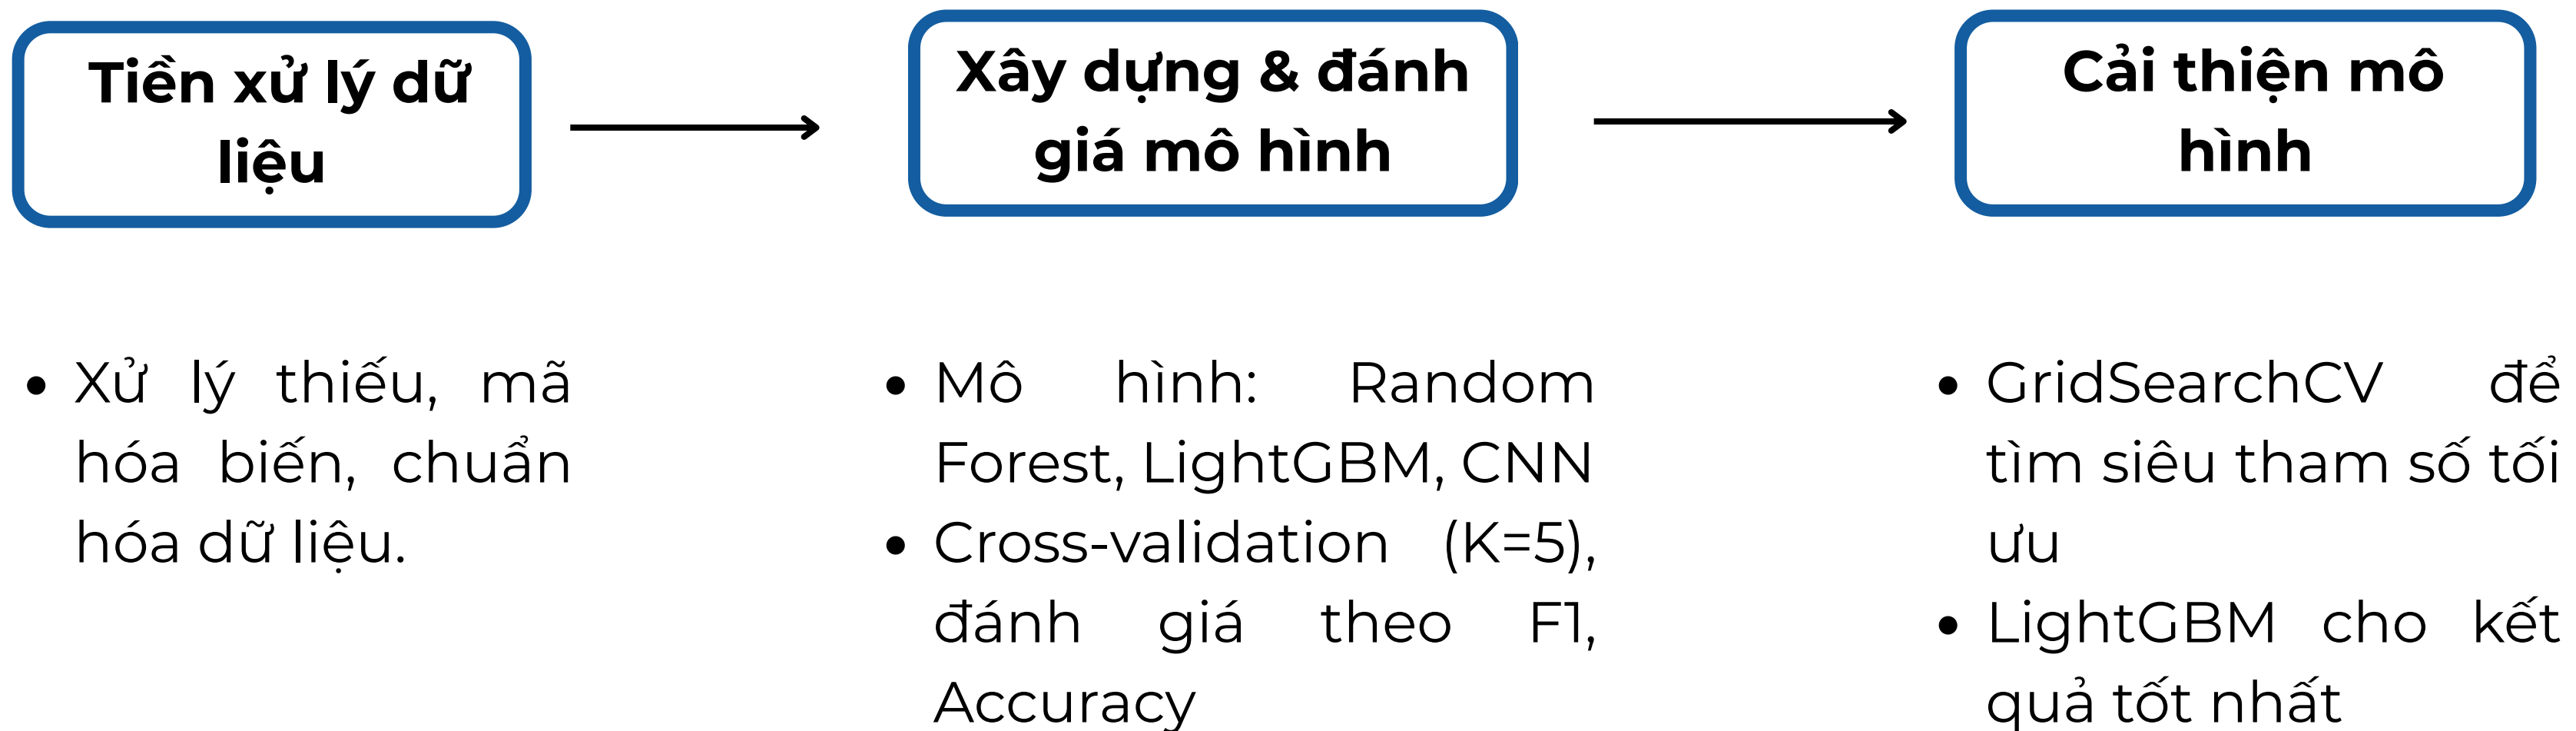 Tiền xử lý dữ
liệu
Xây dựng & đánh
giá mô hình
Cải thiện mô
hình
• Xử lý thiếu, mã
hóa biến, chuẩn
hóa dữ liệu.
• Mô hình: Random
Forest, LightGBM, CNN
• Cross-validation (K=5),
đánh giá theo F1,
Accuracy
• GridSearchCV để
tìm siêu tham số tối
ưu
• LightGBM cho kết
quả tốt nhất